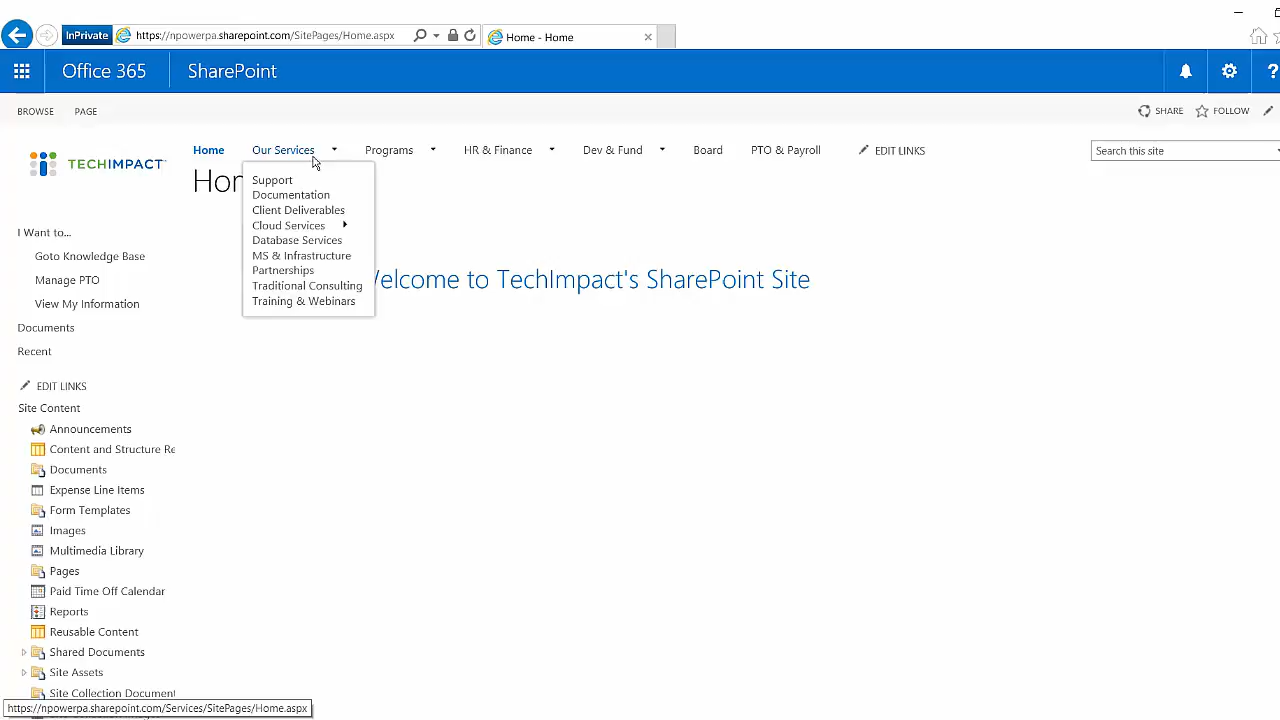 InPrivate https://npowerpa.sharepoint.com/SitePages/Home.aspx Home - Home
Office 365 SharePoint ?
BROWSE PAGE SHARE FOLLOW
TECHIMPACT Home Our Services Programs HR & Finance Dev & Fund Board PTO & Payroll EDIT LINKS Search this site
Hom
Support
Documentation
Client Deliverables
Cloud Services
Database Services
MS & Infrastructure
Partnerships
Traditional Consulting
Training & Webinars
Welcome to TechImpact's SharePoint Site
I Want to...
Goto Knowledge Base
Manage PTO
View My Information
Documents
Recent
EDIT LINKS
Site Content
Announcements
Content and Structure Re
Documents
Expense Line Items
Form Templates
Images
Multimedia Library
Pages
Paid Time Off Calendar
Reports
Reusable Content
Shared Documents
Site Assets
Site Collection Document
https://npowerpa.sharepoint.com/Services/SitePages/Home.aspx